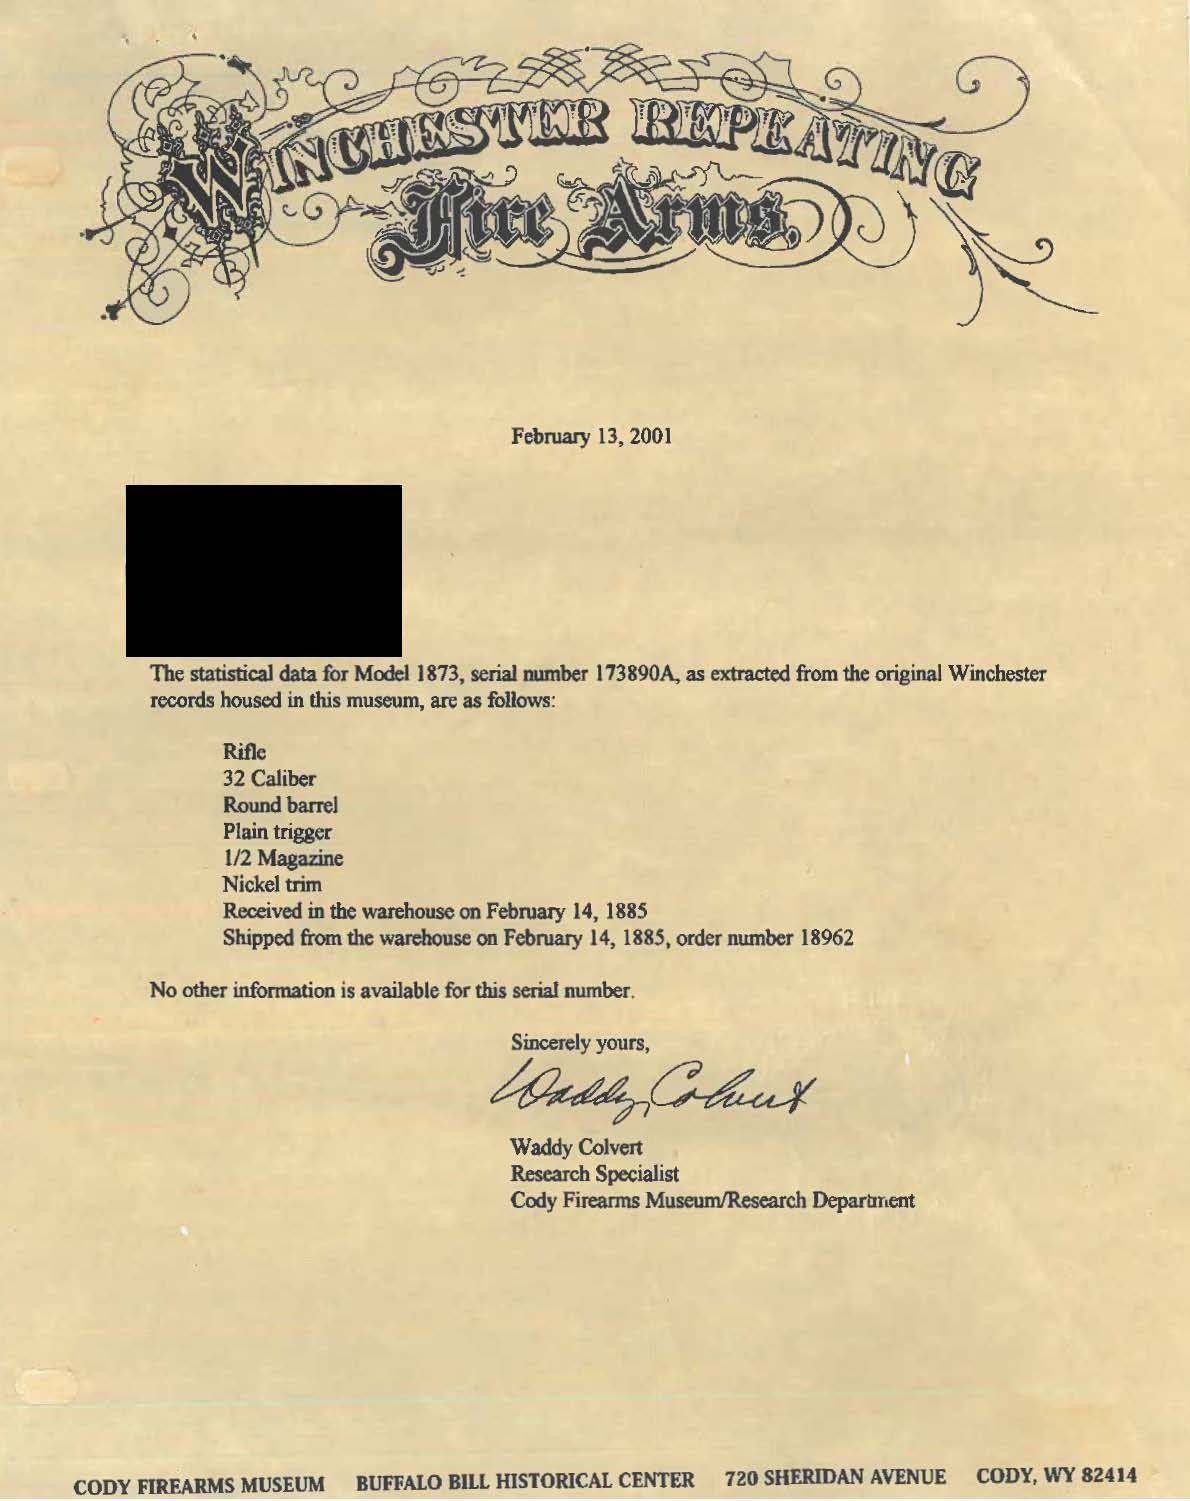 WINCHESTER REPEATING
Fire Arms,
February 13, 2001
The statistical data for Model 1873, serial number 173890A, as extracted from the original Winchester
records housed in this museum, are as follows:
Rifle
32 Caliber
Round barrel
Plain trigger
1/2 Magazine
Nickel trim
Received in the warehouse on February 14, 1885
Shipped from the warehouse on February 14, 1885, order number 18962
No other information is available for this serial number.
Sincerely yours,
Waddy Colvert
Waddy Colvert
Research Specialist
Cody Firearms Museum/Research Department
CODY FIREARMS MUSEUM BUFFALO BILL HISTORICAL CENTER 720 SHERIDAN AVENUE CODY, WY 82414